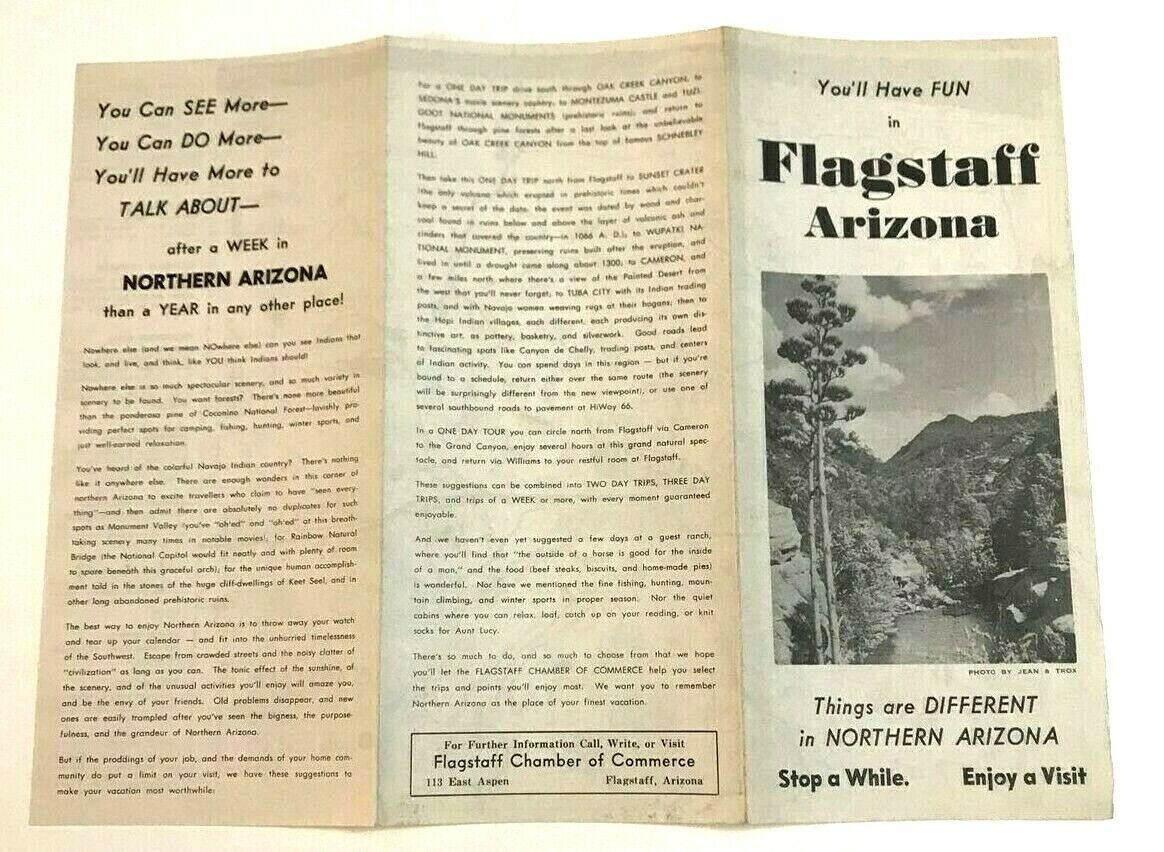 You Can SEE More—
You Can DO More—
You'll Have More to
TALK ABOUT—
after a WEEK in
NORTHERN ARIZONA
than a YEAR in any other place!
Nowhere else (and we mean NOwhere else) can you see Indians that
look, and live, and think, like YOU think Indians should!
Nowhere else is so much spectacular scenery, and so much variety in
scenery to be found. You want forests? There's none more beautiful
than the ponderosa pine of Coconino National Forest—lavishly pro-
viding perfect spots for camping, fishing, hunting, winter sports, and
just well-earned relaxation.
You've heard of the colorful Navajo Indian country? There's nothing
like it anywhere else. There are enough wonders in this corner of
northern Arizona to excite travellers who claim to have "seen every-
thing"—and then admit there are absolutely no duplicates for such
spots as Monument Valley (you've "oh'ed" and "ah'ed" at this breath-
taking scenery many times in notable movies); for Rainbow Natural
Bridge (the National Capitol would fit neatly and with plenty of room
to spare beneath this graceful arch); for the unique human accomplish-
ment told in the stones of the huge cliff-dwellings of Keet Seel, and in
other long abandoned prehistoric ruins.
The best way to enjoy Northern Arizona is to throw away your watch
and tear up your calendar — and fit into the unhurried timelessness
of the Southwest. Escape from crowded streets and the noisy clatter of
"civilization" as long as you can. The tonic effect of the sunshine, of
the scenery, and of the unusual activities you'll enjoy will amaze you,
and be the envy of your friends. Old problems disappear, and new
ones are easily trampled after you've seen the bigness, the purpose-
fulness, and the grandeur of Northern Arizona.
But if the proddings of your job, and the demands of your home com-
munity do put a limit on your visit, we have these suggestions to
make your vacation most worthwhile:
For a ONE DAY TRIP drive south through OAK CREEK CANYON, to
SEDONA'S movie scenery country, to MONTEZUMA CASTLE and TUZI-
GOOT NATIONAL MONUMENTS (prehistoric ruins); and return to
Flagstaff through pine forests after a last look at the unbelievable
beauty of OAK CREEK CANYON from the top of famous SCHNEBLEY
HILL.
Then take this ONE DAY TRIP north from Flagstaff to SUNSET CRATER
(the only volcano which erupted in prehistoric times which couldn't
keep a secret of the date, the event was dated by wood and char-
coal found in ruins below and above the layer of volcanic ash and
cinders that covered the country—in 1066 A. D.), to WUPATKI NA-
TIONAL MONUMENT, preserving ruins built after the eruption, and
lived in until a drought came along about 1300; to CAMERON, and
a few miles north where there's a view of the Painted Desert from
the west that you'll never forget; to TUBA CITY with its Indian trading
posts, and with Navajo women weaving rugs at their hogans; then to
the Hopi Indian villages, each different, each producing its own dis-
tinctive art, as pottery, basketry, and silverwork. Good roads lead
to fascinating spots like Canyon de Chelly, trading posts, and centers
of Indian activity. You can spend days in this region — but if you're
bound to a schedule, return either over the same route (the scenery
will be surprisingly different from the new viewpoint), or use one of
several southbound roads to pavement at HiWay 66.
In a ONE DAY TOUR you can circle north from Flagstaff via Cameron
to the Grand Canyon, enjoy several hours at this grand natural spec-
tacle, and return via Williams to your restful room at Flagstaff.
These suggestions can be combined into TWO DAY TRIPS, THREE DAY
TRIPS, and trips of a WEEK or more, with every moment guaranteed
enjoyable.
And we haven't even yet suggested a few days at a guest ranch,
where you'll find that "the outside of a horse is good for the inside
of a man," and the food (beef steaks, biscuits, and home-made pies)
is wonderful. Nor have we mentioned the fine fishing, hunting, moun-
tain climbing, and winter sports in proper season. Nor the quiet
cabins where you can relax, loaf, catch up on your reading, or knit
socks for Aunt Lucy.
There's so much to do, and so much to choose from that we hope
you'll let the FLAGSTAFF CHAMBER OF COMMERCE help you select
the trips and points you'll enjoy most. We want you to remember
Northern Arizona as the place of your finest vacation.
For Further Information Call, Write, or Visit
Flagstaff Chamber of Commerce
113 East Aspen Flagstaff, Arizona
You'll Have FUN
in
Flagstaff
Arizona
PHOTO BY JEAN & TROX
Things are DIFFERENT
in NORTHERN ARIZONA
Stop a While. Enjoy a Visit